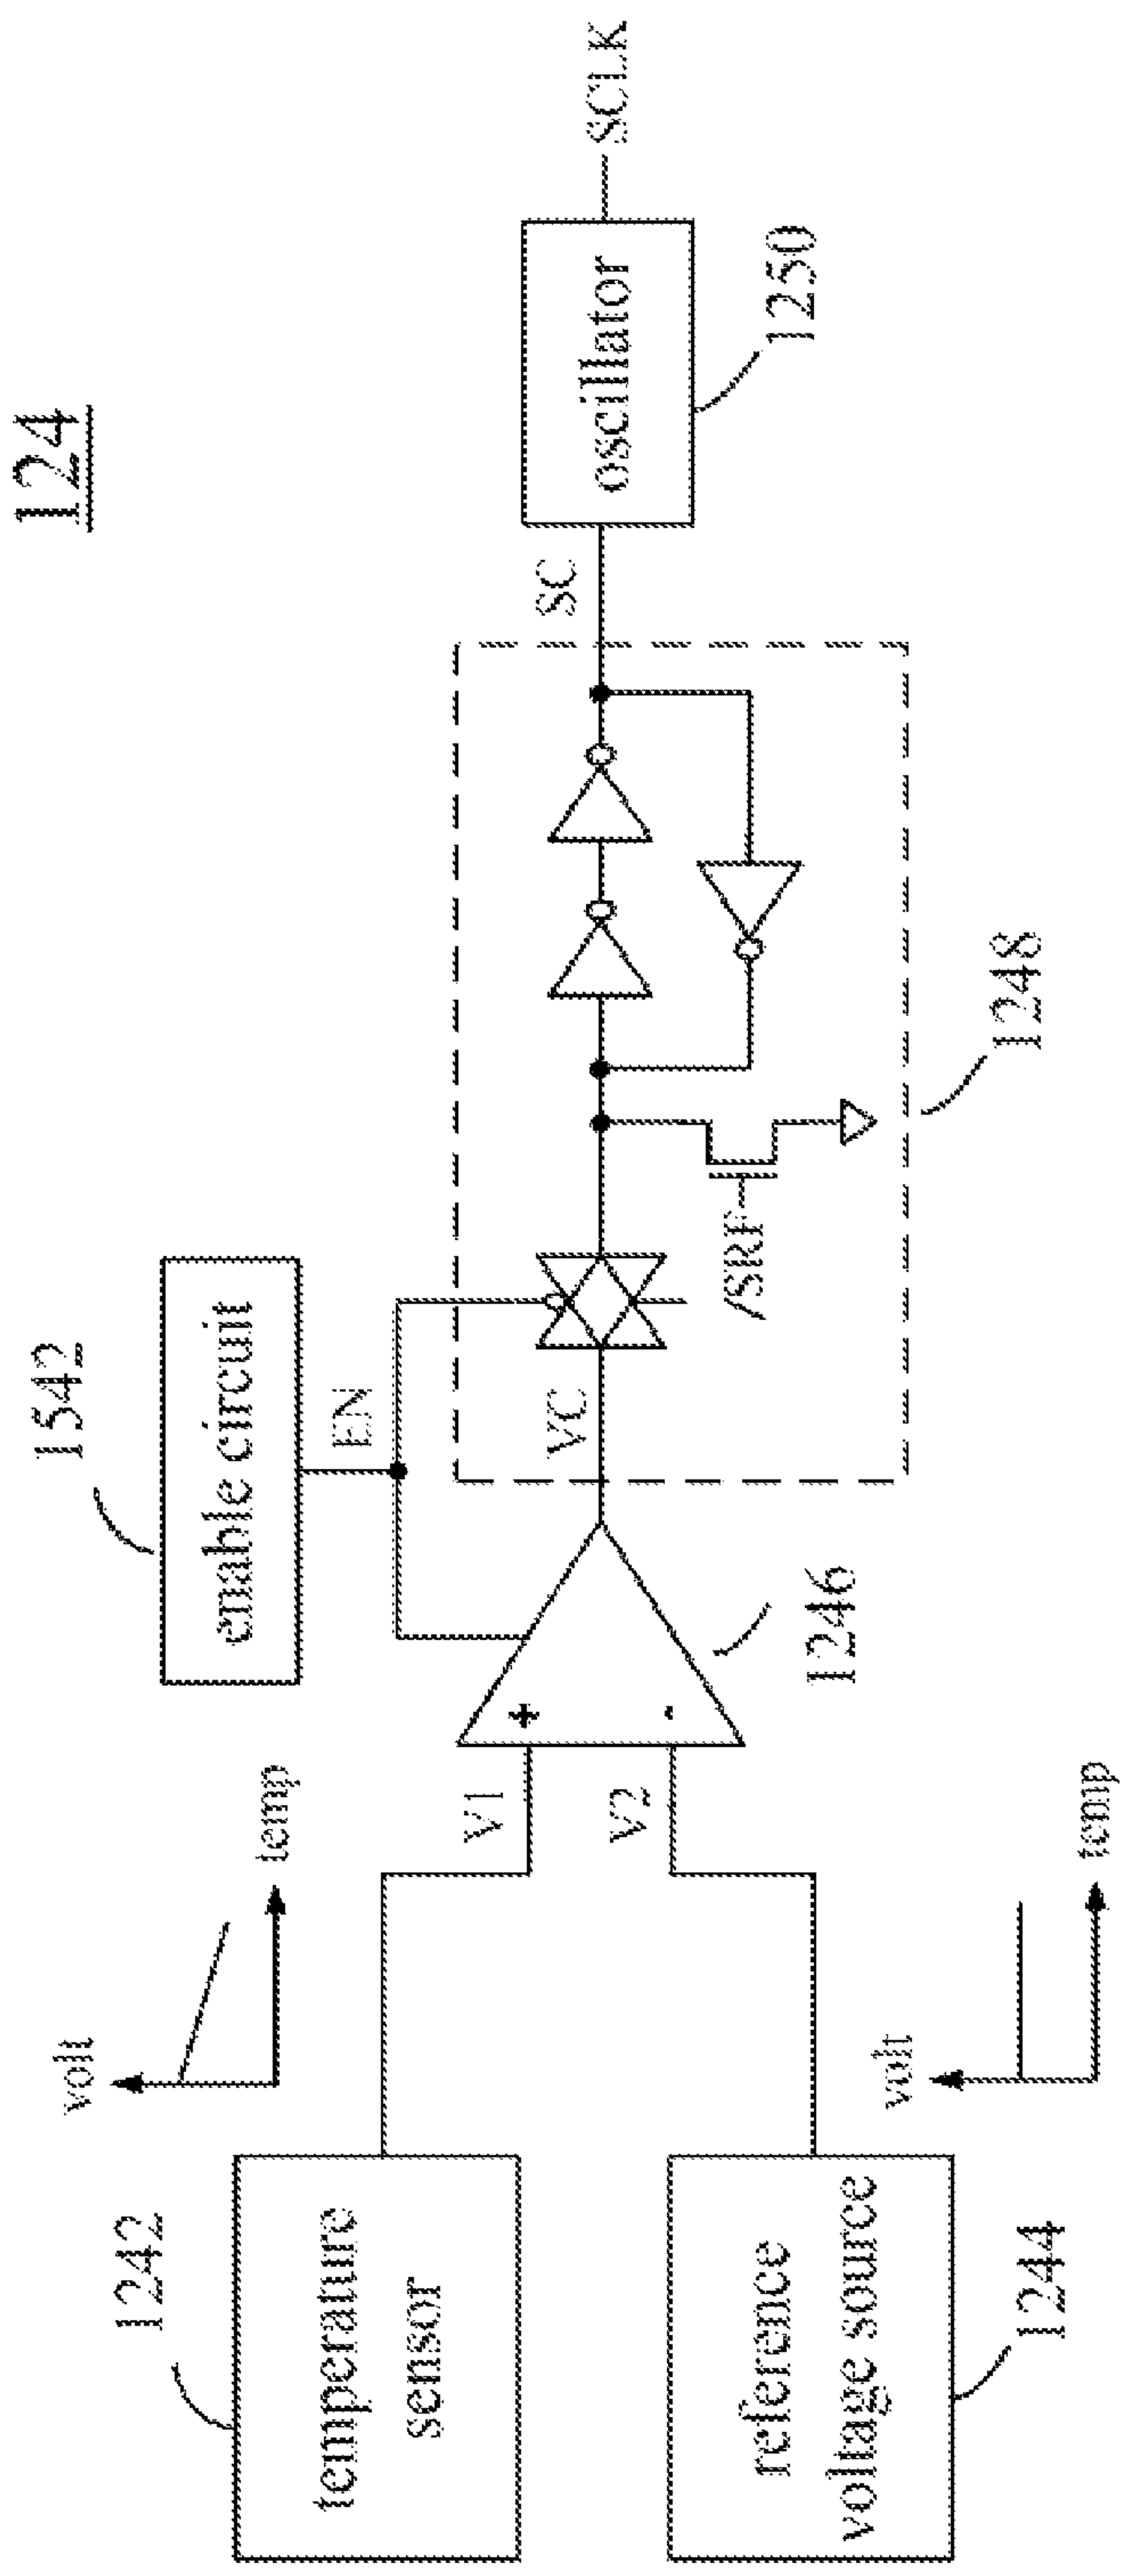 124
1542
enable circuit
EN
volt
temp
1242
temperature
sensor
V1
+
VC
SC
oscillator
SCLK
1250
V2
-
1246
/SRF
1248
volt
temp
reference
voltage source
1244